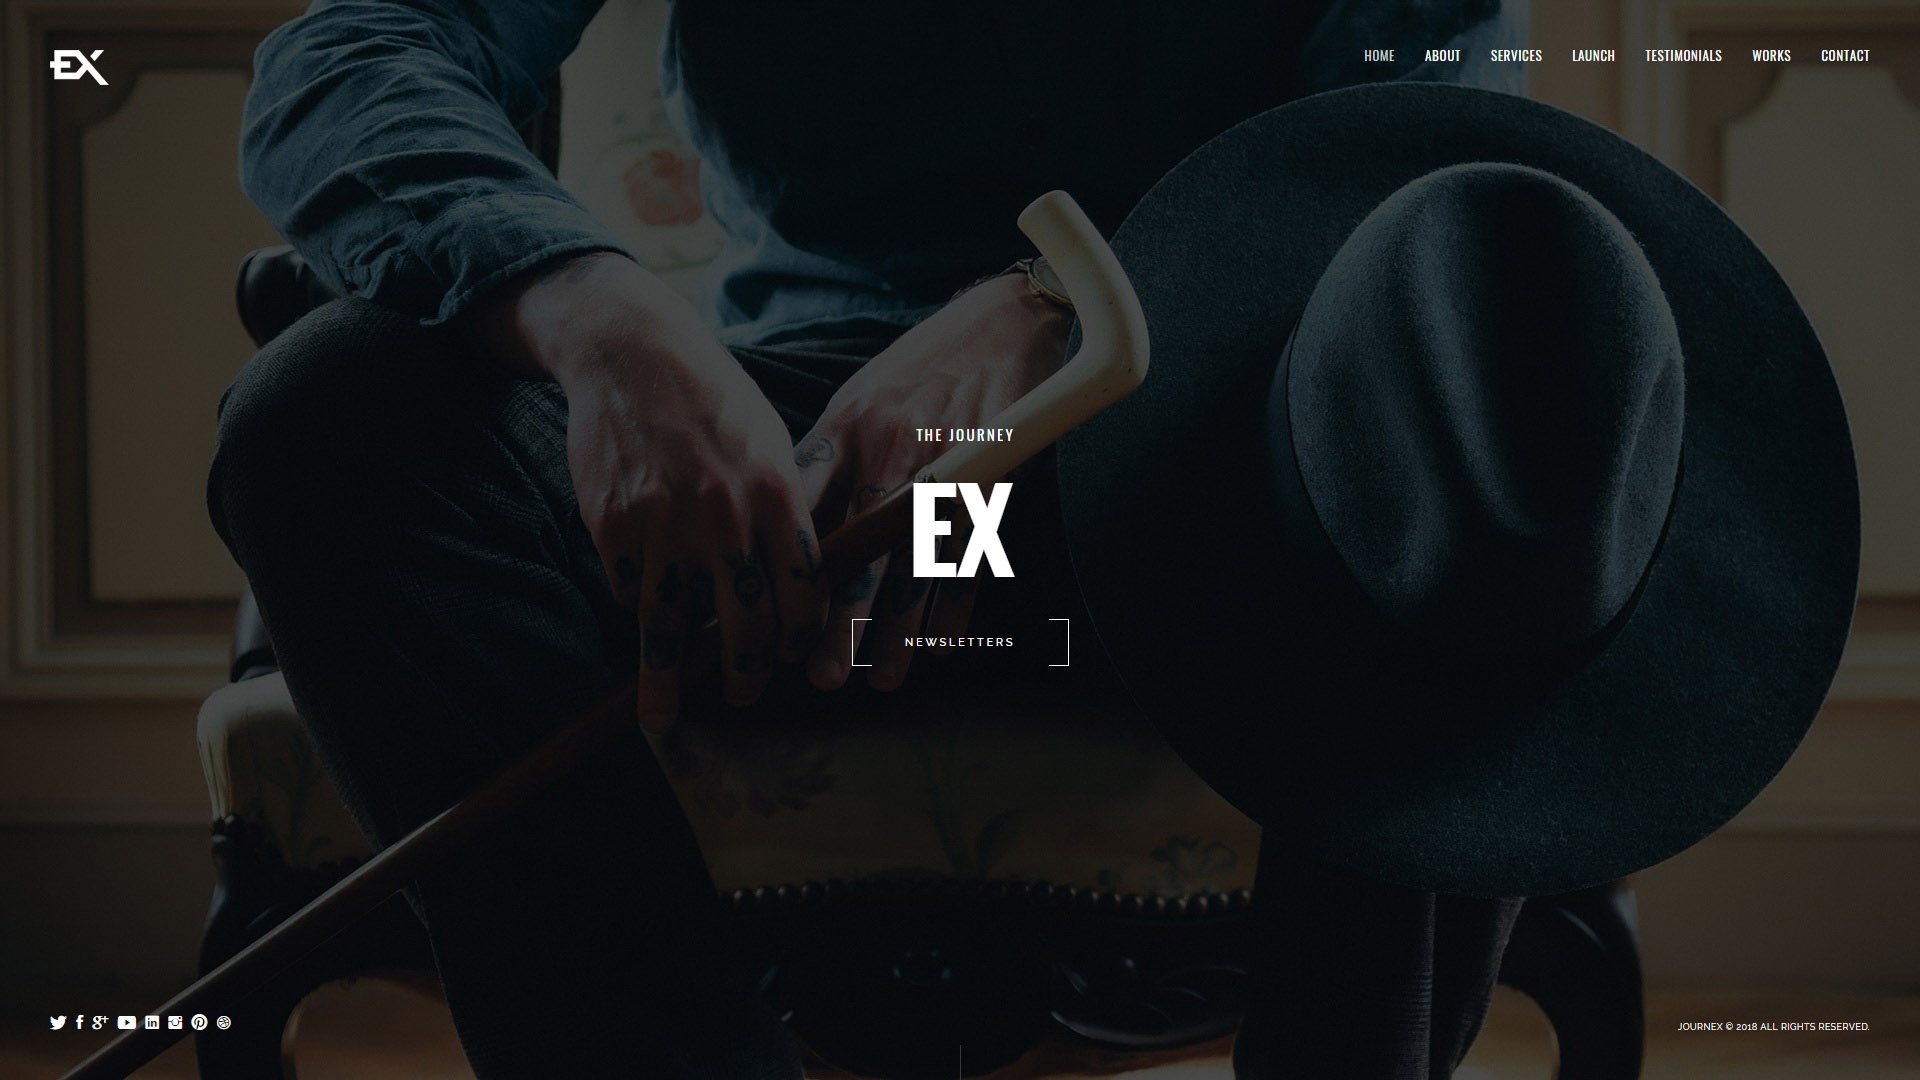 EX
HOME ABOUT SERVICES LAUNCH TESTIMONIALS WORKS CONTACT
THE JOURNEY
EX
NEWSLETTERS
JOURNEX © 2018 ALL RIGHTS RESERVED.